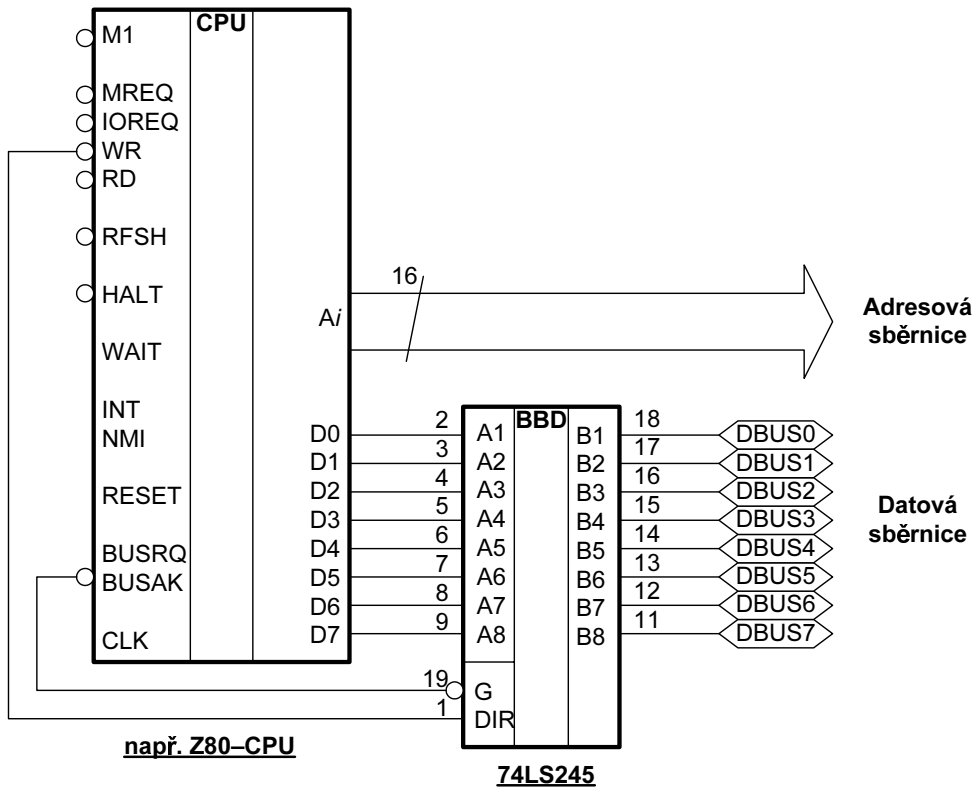 CPU
M1
MREQ
IOREQ
WR
RD
RFSH
HALT
WAIT
INT
NMI
RESET
BUSRQ
BUSAK
CLK
Ai
16
Adresová
sběrnice
D0
D1
D2
D3
D4
D5
D6
D7
2
3
4
5
6
7
8
9
BBD
A1
A2
A3
A4
A5
A6
A7
A8
B1
B2
B3
B4
B5
B6
B7
B8
18
17
16
15
14
13
12
11
DBUS0
DBUS1
DBUS2
DBUS3
DBUS4
DBUS5
DBUS6
DBUS7
Datová
sběrnice
19
G
1
DIR
např. Z80–CPU
74LS245